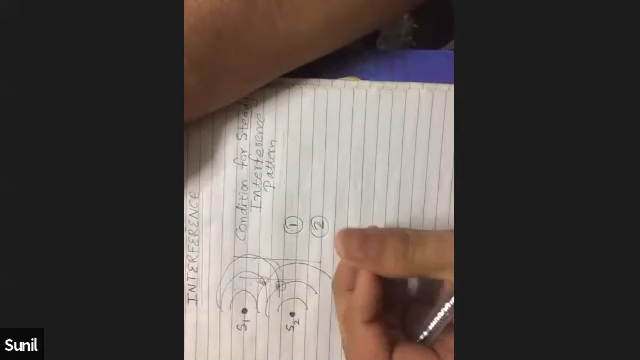 INTERFERENCE
Condition for Steady
Interference
Pattern
①
②
S₁
S₂
Sunil